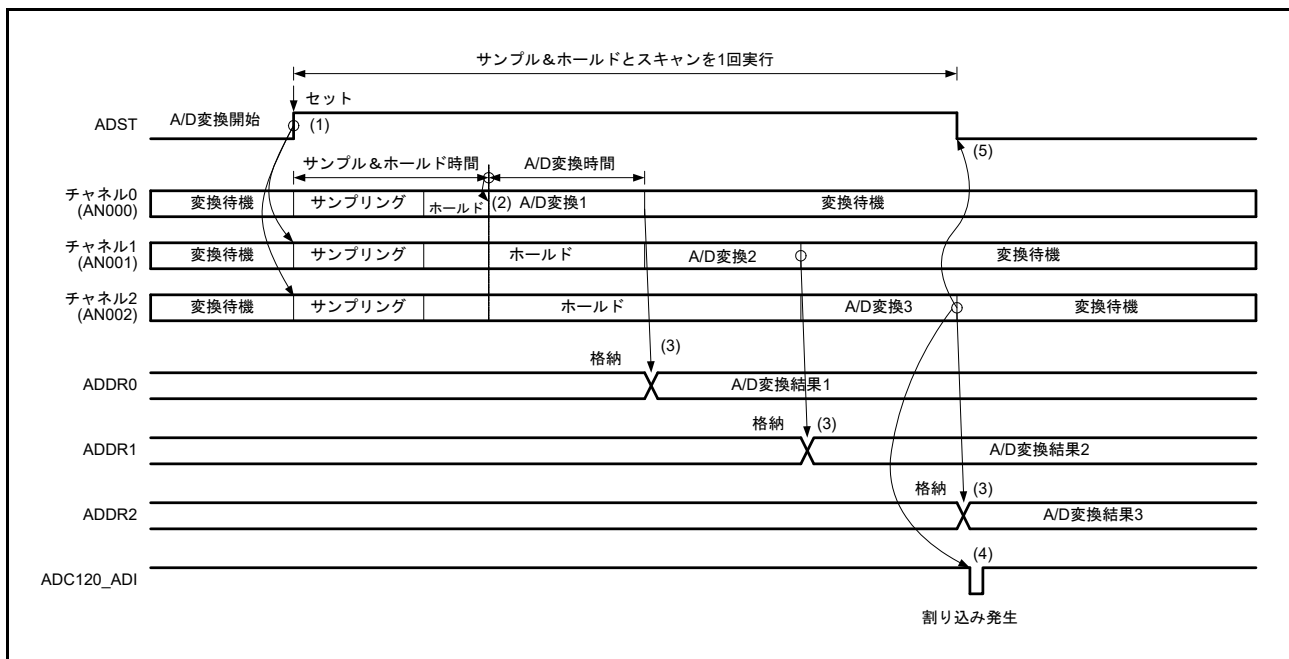 サンプル＆ホールドとスキャンを1回実行
セット
ADST
A/D変換開始
(1)
(5)
サンプル＆ホールド時間
A/D変換時間
チャネル0
(AN000)
変換待機
サンプリング
ホールド
(2)
A/D変換1
変換待機
チャネル1
(AN001)
変換待機
サンプリング
ホールド
A/D変換2
変換待機
チャネル2
(AN002)
変換待機
サンプリング
ホールド
A/D変換3
変換待機
格納
(3)
ADDR0
A/D変換結果1
格納
(3)
ADDR1
A/D変換結果2
格納
(3)
ADDR2
A/D変換結果3
(4)
ADC120_ADI
割り込み発生